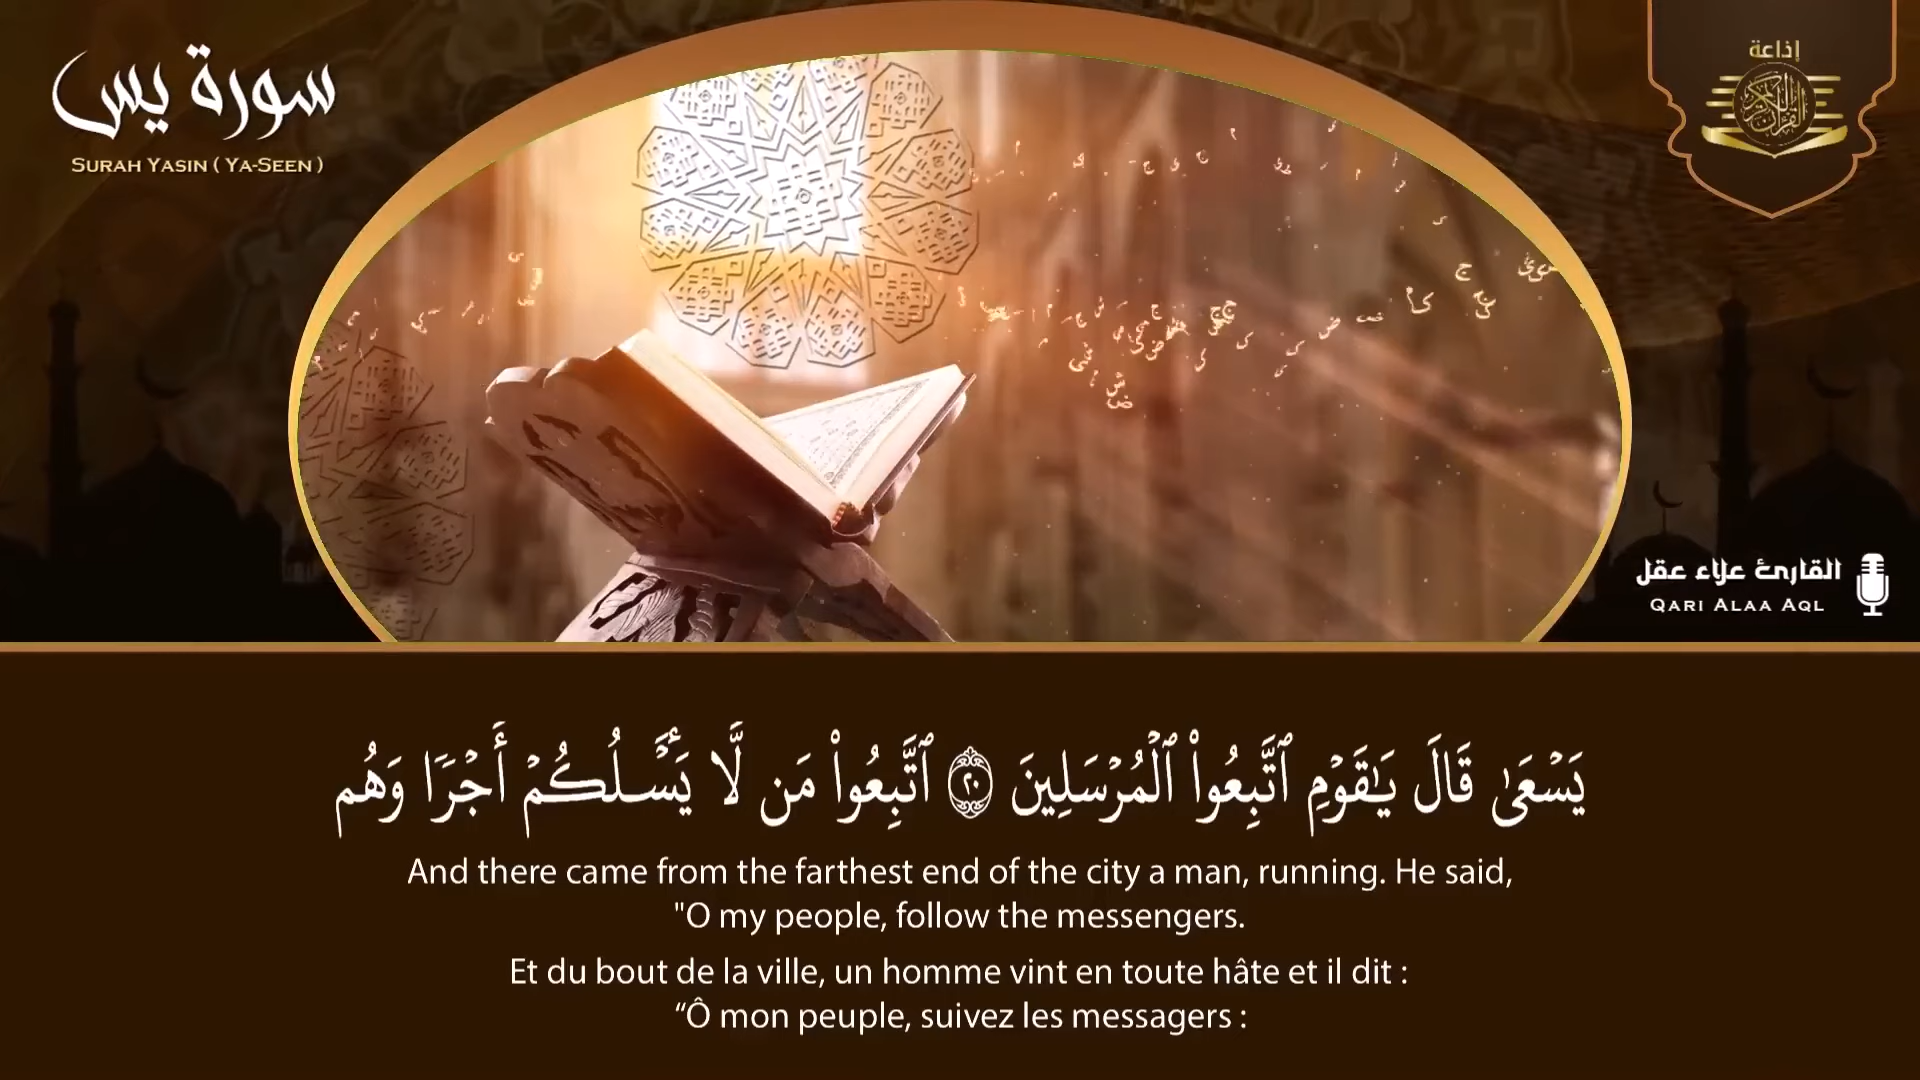 سورة يس
SURAH YASIN ( YA-SEEN )
إذاعة
القرآن الكريم
القارئ علاء عقل
QARI ALAA AQL
يَسْعَىٰ قَالَ يَـٰقَوْمِ ٱتَّبِعُوا۟ ٱلْمُرْسَلِينَ ٢٠ ٱتَّبِعُوا۟ مَن لَّا يَسْـَٔلُكُمْ أَجْرًا وَهُم
And there came from the farthest end of the city a man, running. He said,
"O my people, follow the messengers.
Et du bout de la ville, un homme vint en toute hâte et il dit :
“Ô mon peuple, suivez les messagers :